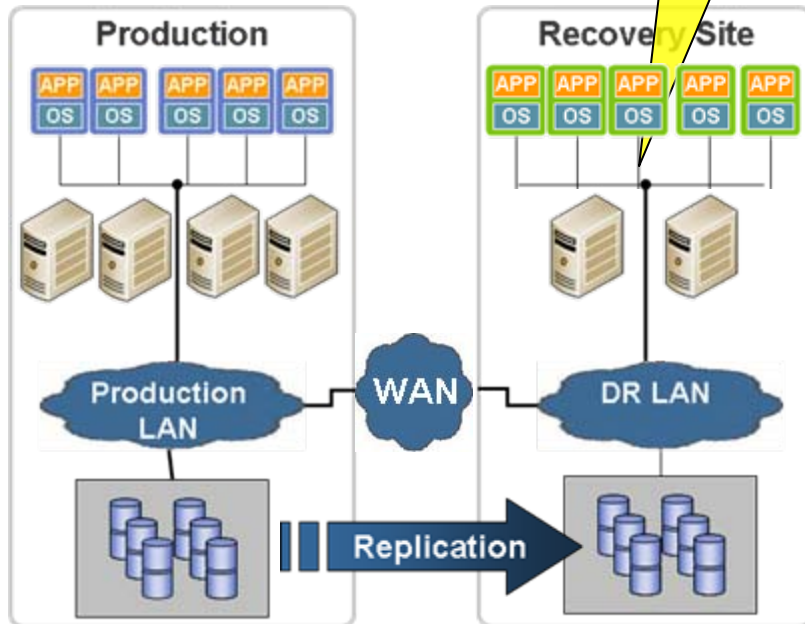 Production
Recovery Site
APP APP APP APP APP
OS OS OS OS OS
APP APP APP APP APP
OS OS OS OS OS
Production
LAN
WAN
DR LAN
Replication